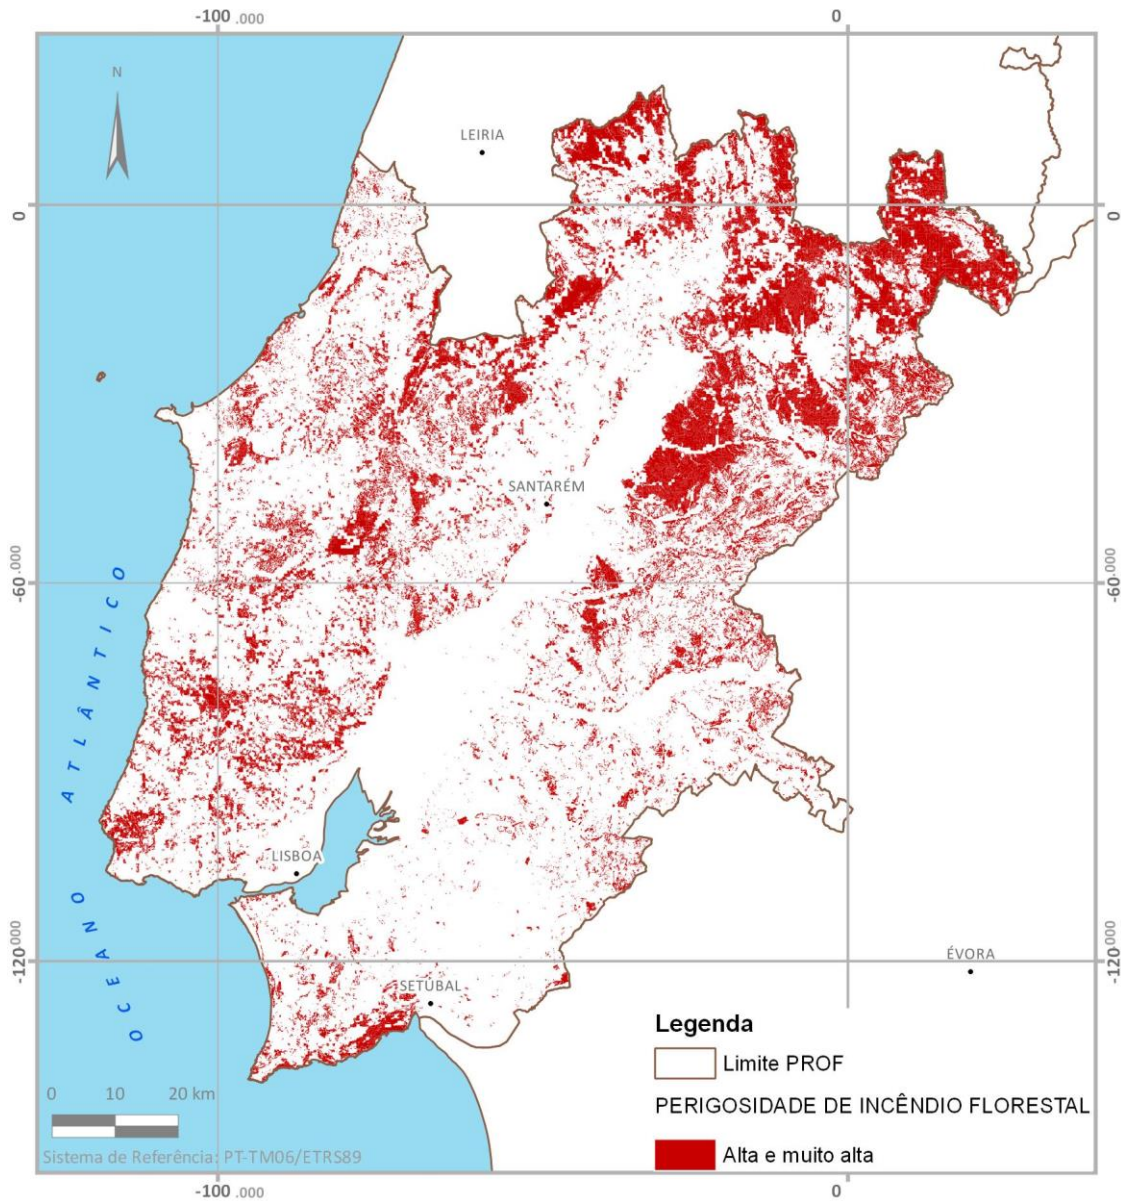 -100 .000
0
N
LEIRIA
0
0
SANTARÉM
-60.000
-60.000
OCEANO ATLÂNTICO
LISBOA
-120.000
-120.000
ÉVORA
SETÚBAL
Legenda
Limite PROF
PERIGOSIDADE DE INCÊNDIO FLORESTAL
Alta e muito alta
0 10 20 km
Sistema de Referência: PT-TM06/ETRS89
-100 .000
0